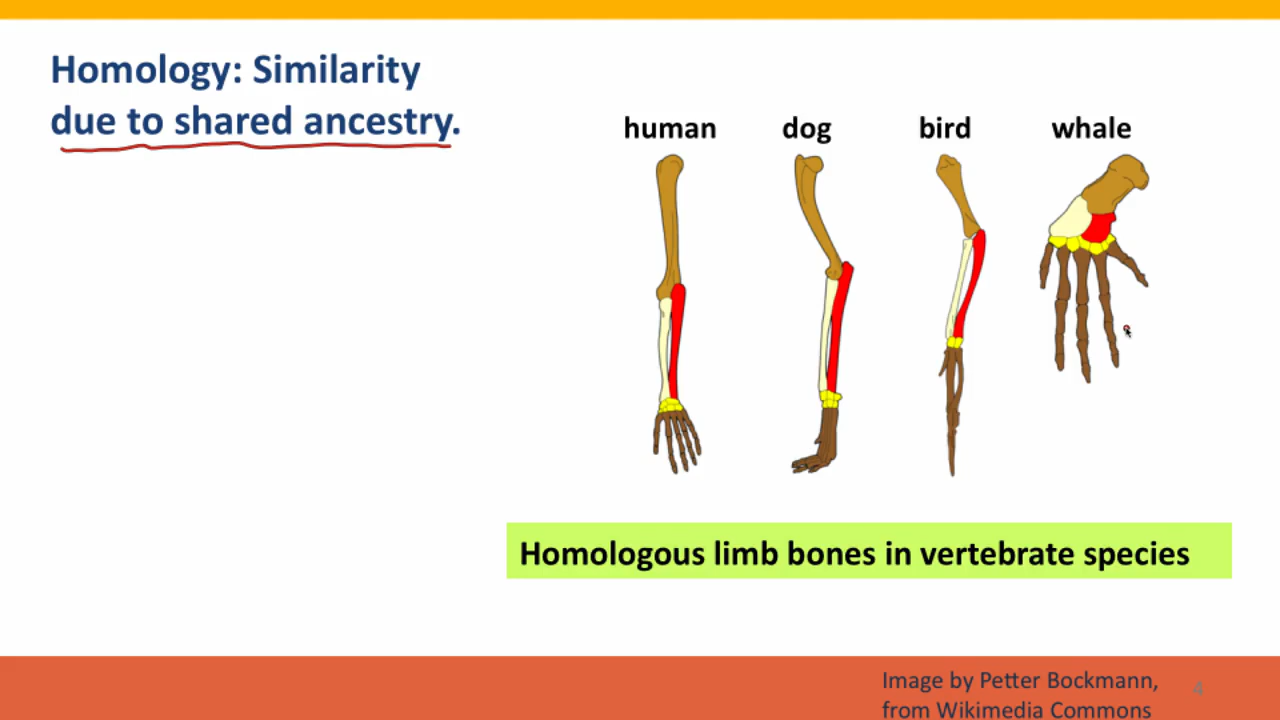 Homology: Similarity
due to shared ancestry.
human dog bird whale
Homologous limb bones in vertebrate species
Image by Petter Bockmann,
from Wikimedia Commons
4